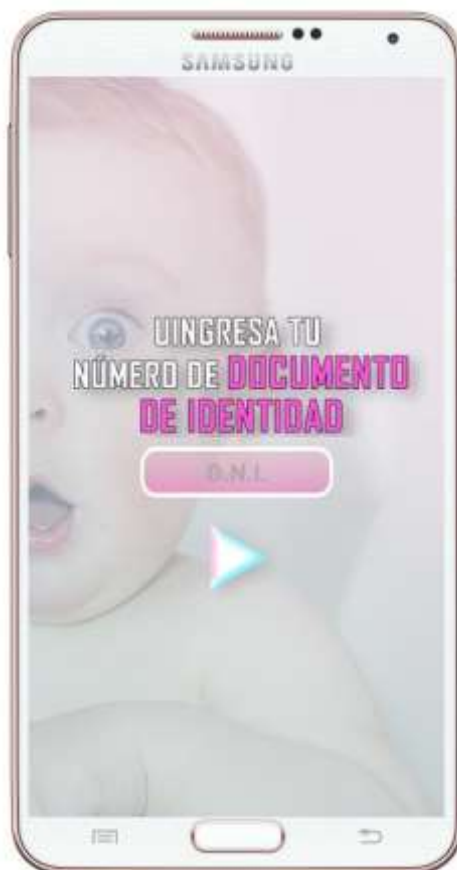 SAMSUNG
UINGRESA TU
NÚMERO DE DOCUMENTO
DE IDENTIDAD
D.N.I.